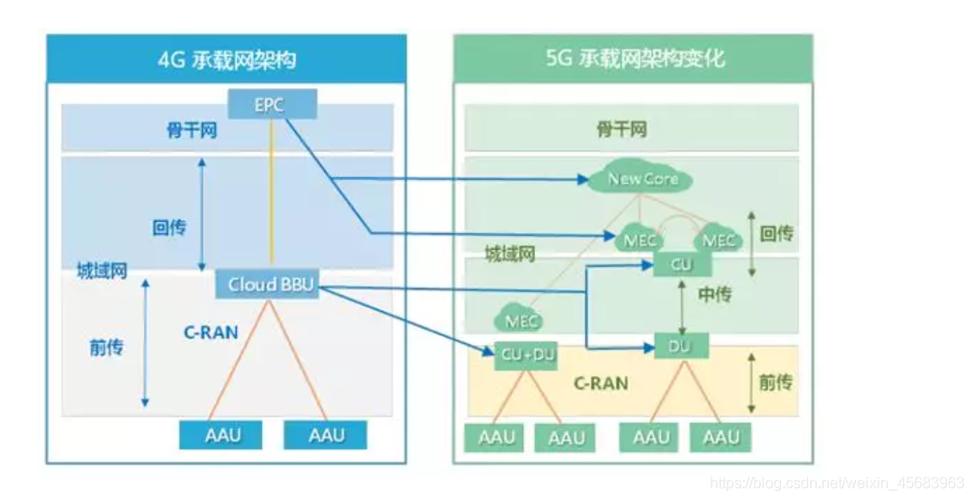 4G 承载网架构
EPC
骨干网
回传
城域网
Cloud BBU
C-RAN
前传
AAU
AAU
5G 承载网架构变化
骨干网
New Core
MEC
MEC
回传
城域网
CU
中传
MEC
CU+DU
DU
C-RAN
前传
AAU
AAU
AAU
AAU
https://blog.csdn.net/weixin_45683963